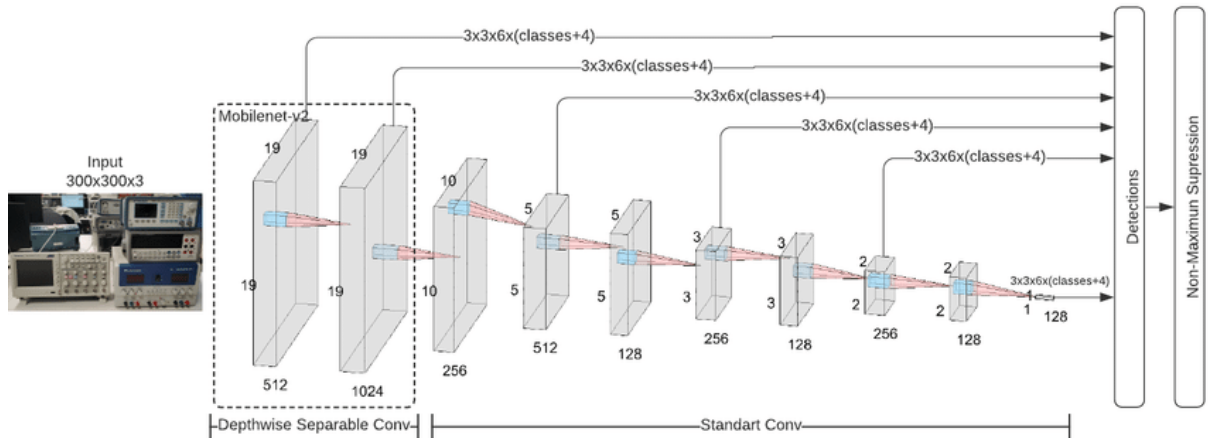 3x3x6x(classes+4)
3x3x6x(classes+4)
3x3x6x(classes+4)
3x3x6x(classes+4)
3x3x6x(classes+4)
3x3x6x(classes+4)
Mobilenet-v2
Input
300x300x3
19
19
512
19
19
1024
10
10
256
5
5
512
5
5
128
3
3
256
3
3
128
2
2
256
2
2
128
1
1
128
Detections
Non-Maximun Supression
Depthwise Separable Conv
Standart Conv